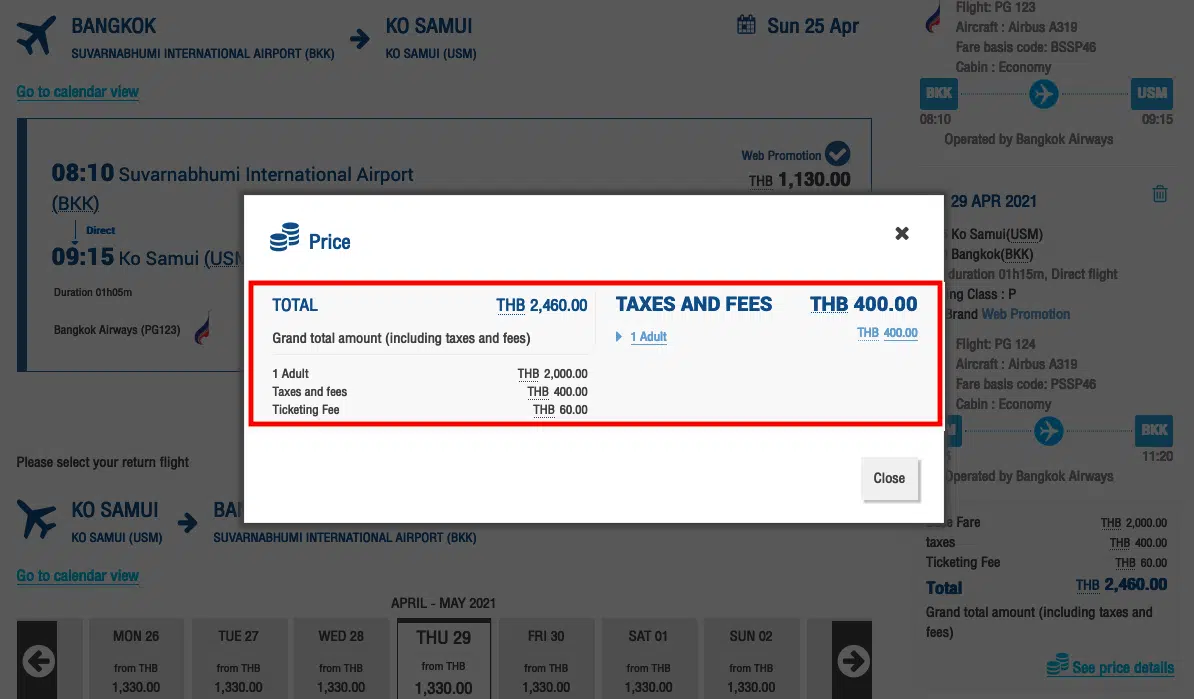 BANGKOK
SUVARNABHUMI INTERNATIONAL AIRPORT (BKK)
KO SAMUI
KO SAMUI (USM)
Sun 25 Apr
Go to calendar view
08:10 Suvarnabhumi International Airport
(BKK)
Direct
09:15 Ko Samui
Duration 01h05m
Bangkok Airways (PG123)
Web Promotion
THB 1,130.00
Price
TOTAL THB 2,460.00
Grand total amount (including taxes and fees)
1 Adult THB 2,000.00
Taxes and fees THB 400.00
Ticketing Fee THB 60.00
TAXES AND FEES THB 400.00
1 Adult THB 400.00
Close
Please select your return flight
KO SAMUI
KO SAMUI (USM)
SUVARNABHUMI INTERNATIONAL AIRPORT (BKK)
Go to calendar view
APRIL - MAY 2021
MON 26 TUE 27 WED 28 THU 29 FRI 30 SAT 01 SUN 02
from THB from THB from THB from THB from THB from THB from THB
1,330.00 1,330.00 1,330.00 1,330.00 1,330.00 1,330.00 1,330.00
Flight: PG 123
Aircraft : Airbus A319
Fare basis code: BSSP46
Cabin : Economy
BKK USM
08:10 09:15
Operated by Bangkok Airways
29 APR 2021
Ko Samui(USM)
Bangkok(BKK)
duration 01h15m, Direct flight
Class : P
Web Promotion
Flight: PG 124
Aircraft : Airbus A319
Fare basis code: PSSP46
Cabin : Economy
BKK
11:20
Operated by Bangkok Airways
Fare THB 2,000.00
taxes THB 400.00
Ticketing Fee THB 60.00
Total THB 2,460.00
Grand total amount (including taxes and
fees)
See price details